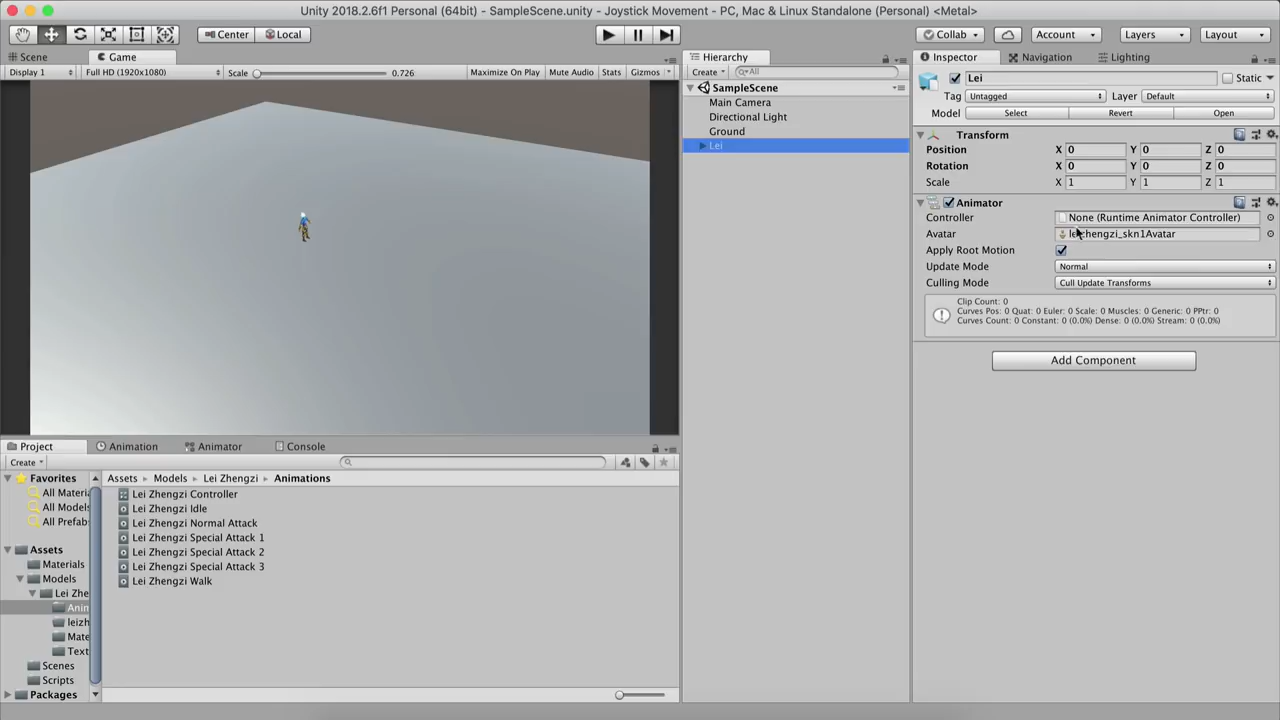 Unity 2018.2.6f1 Personal (64bit) - SampleScene.unity - Joystick Movement - PC, Mac & Linux Standalone (Personal) <Metal>
Center Local Collab Account Layers Layout
Scene Game
Display 1 Full HD (1920x1080) Scale 0.726 Maximize On Play Mute Audio Stats Gizmos
Hierarchy
Create All
SampleScene
Main Camera
Directional Light
Ground
Lei
Inspector Navigation Lighting
Lei Static
Tag Untagged Layer Default
Model Select Revert Open
Transform
Position X 0 Y 0 Z 0
Rotation X 0 Y 0 Z 0
Scale X 1 Y 1 Z 1
Animator
Controller None (Runtime Animator Controller)
Avatar hengzi_skn1Avatar
Apply Root Motion
Update Mode Normal
Culling Mode Cull Update Transforms
Clip Count: 0
Curves Pos: 0 Quat: 0 Euler: 0 Scale: 0 Muscles: 0 Generic: 0 PPtr: 0
Curves Count: 0 Constant: 0 (0.0%) Dense: 0 (0.0%) Stream: 0 (0.0%)
Add Component
Project Animation Animator Console
Create
Favorites
All Materi
All Models
All Prefab
Assets
Materials
Models
Lei Zhe
Anin
leizh
Mate
Text
Scenes
Scripts
Packages
Assets Models Lei Zhengzi Animations
Lei Zhengzi Controller
Lei Zhengzi Idle
Lei Zhengzi Normal Attack
Lei Zhengzi Special Attack 1
Lei Zhengzi Special Attack 2
Lei Zhengzi Special Attack 3
Lei Zhengzi Walk